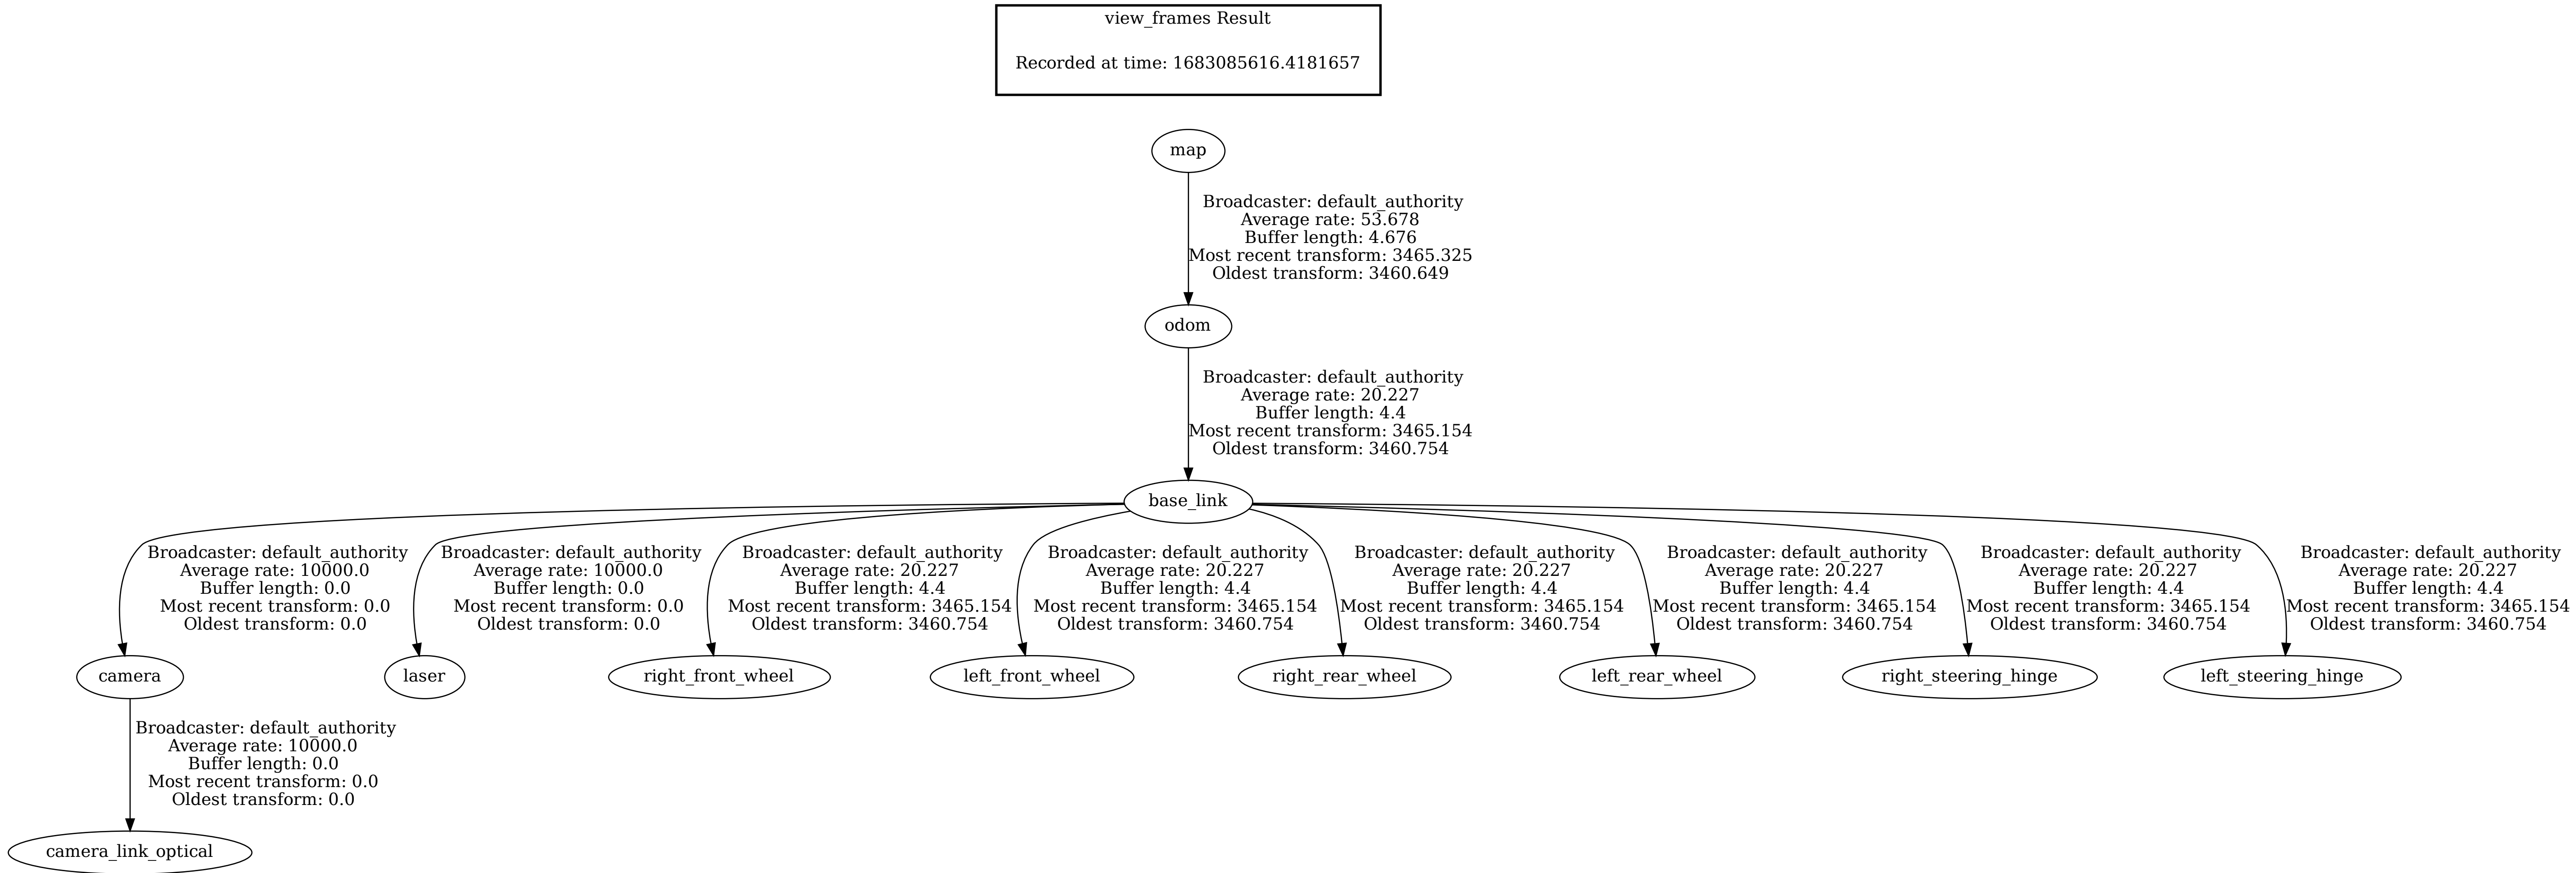 view_frames Result
Recorded at time: 1683085616.4181657
map
Broadcaster: default_authority
Average rate: 53.678
Buffer length: 4.676
Most recent transform: 3465.325
Oldest transform: 3460.649
odom
Broadcaster: default_authority
Average rate: 20.227
Buffer length: 4.4
Most recent transform: 3465.154
Oldest transform: 3460.754
base_link
Broadcaster: default_authority
Average rate: 10000.0
Buffer length: 0.0
Most recent transform: 0.0
Oldest transform: 0.0
Broadcaster: default_authority
Average rate: 10000.0
Buffer length: 0.0
Most recent transform: 0.0
Oldest transform: 0.0
Broadcaster: default_authority
Average rate: 20.227
Buffer length: 4.4
Most recent transform: 3465.154
Oldest transform: 3460.754
Broadcaster: default_authority
Average rate: 20.227
Buffer length: 4.4
Most recent transform: 3465.154
Oldest transform: 3460.754
Broadcaster: default_authority
Average rate: 20.227
Buffer length: 4.4
Most recent transform: 3465.154
Oldest transform: 3460.754
Broadcaster: default_authority
Average rate: 20.227
Buffer length: 4.4
Most recent transform: 3465.154
Oldest transform: 3460.754
Broadcaster: default_authority
Average rate: 20.227
Buffer length: 4.4
Most recent transform: 3465.154
Oldest transform: 3460.754
Broadcaster: default_authority
Average rate: 20.227
Buffer length: 4.4
Most recent transform: 3465.154
Oldest transform: 3460.754
camera
laser
right_front_wheel
left_front_wheel
right_rear_wheel
left_rear_wheel
right_steering_hinge
left_steering_hinge
Broadcaster: default_authority
Average rate: 10000.0
Buffer length: 0.0
Most recent transform: 0.0
Oldest transform: 0.0
camera_link_optical